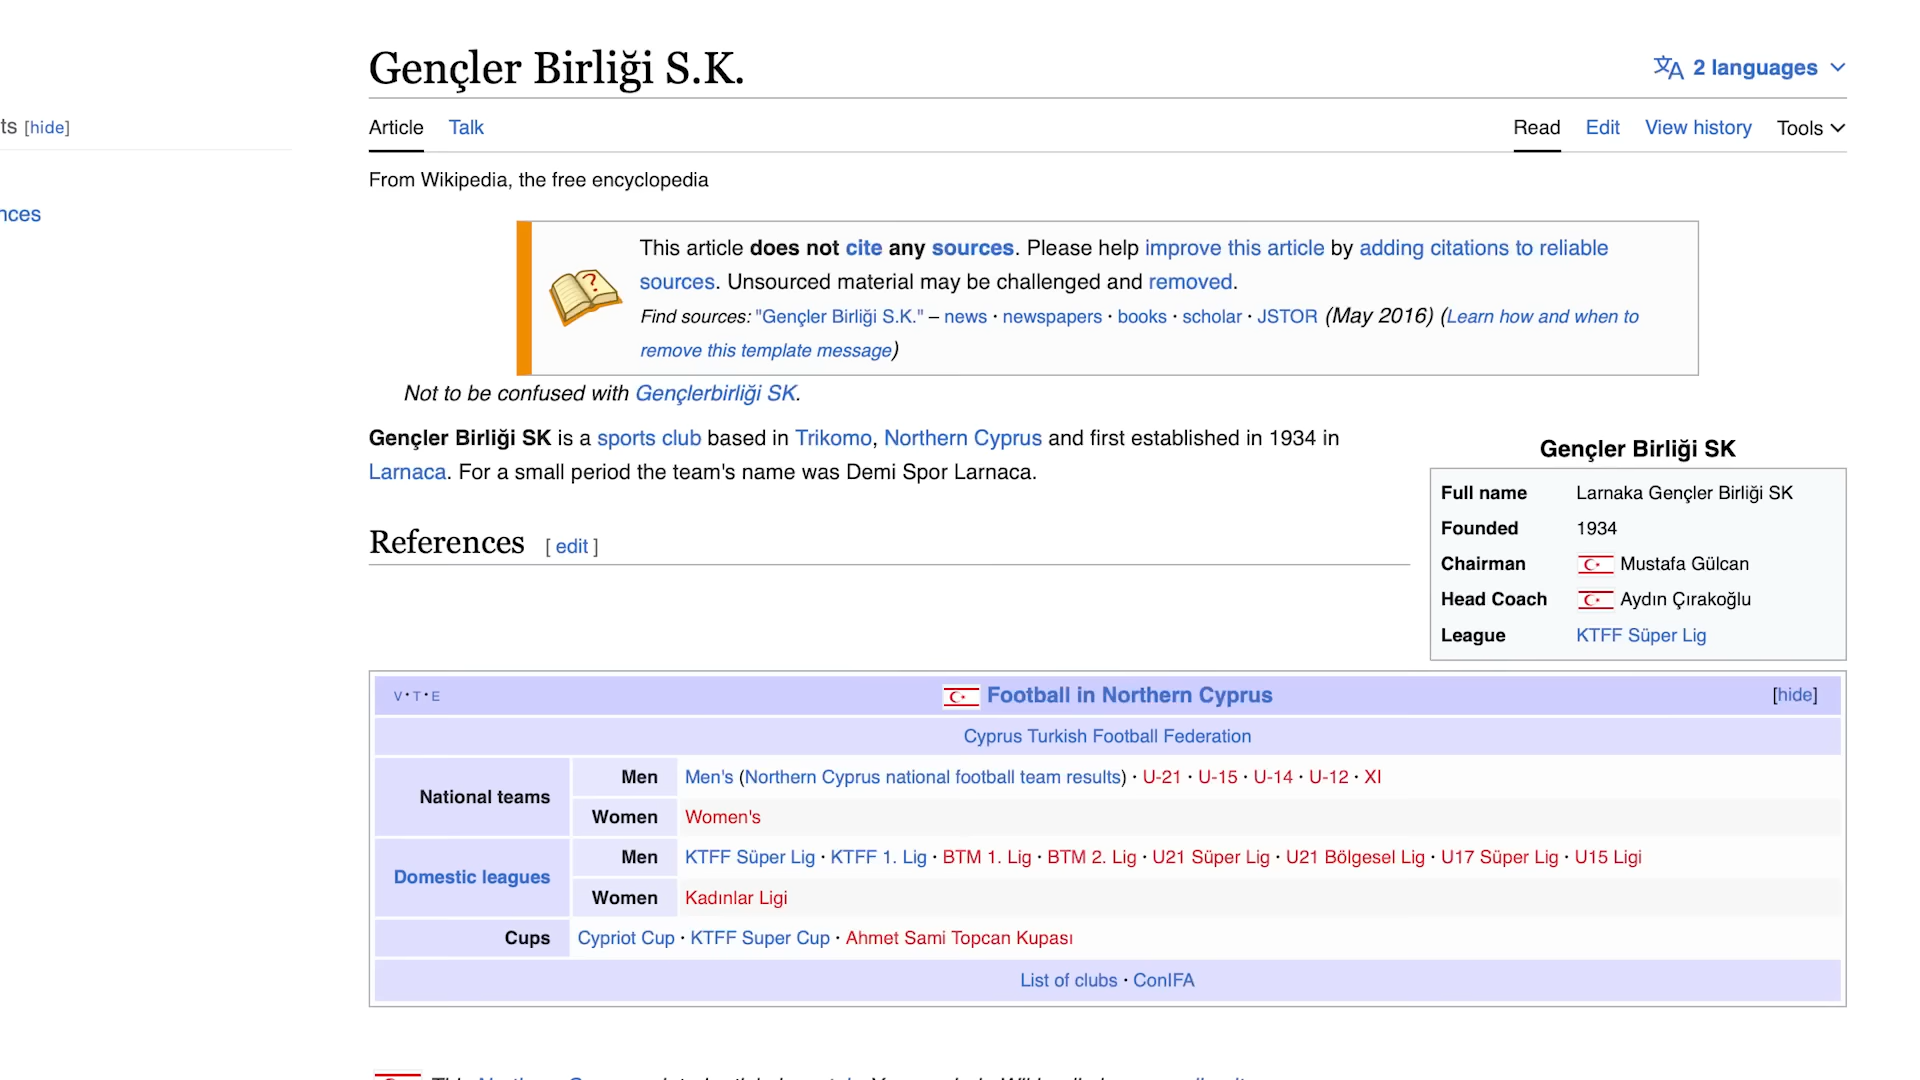 Gençler Birliği S.K.
2 languages
ts [hide]
Article Talk
Read Edit View history Tools
From Wikipedia, the free encyclopedia
nces
This article does not cite any sources. Please help improve this article by adding citations to reliable
sources. Unsourced material may be challenged and removed.
Find sources: "Gençler Birliği S.K." – news · newspapers · books · scholar · JSTOR (May 2016) (Learn how and when to
remove this template message)
Not to be confused with Gençlerbirliği SK.
Gençler Birliği SK is a sports club based in Trikomo, Northern Cyprus and first established in 1934 in
Larnaca. For a small period the team's name was Demi Spor Larnaca.
References [ edit ]
Gençler Birliği SK
Full name Larnaka Gençler Birliği SK
Founded 1934
Chairman Mustafa Gülcan
Head Coach Aydın Çırakoğlu
League KTFF Süper Lig
V · T · E Football in Northern Cyprus [hide]
Cyprus Turkish Football Federation
National teams
Men Men's (Northern Cyprus national football team results) · U-21 · U-15 · U-14 · U-12 · XI
Women Women's
Domestic leagues
Men KTFF Süper Lig · KTFF 1. Lig · BTM 1. Lig · BTM 2. Lig · U21 Süper Lig · U21 Bölgesel Lig · U17 Süper Lig · U15 Ligi
Women Kadınlar Ligi
Cups Cypriot Cup · KTFF Super Cup · Ahmet Sami Topcan Kupası
List of clubs · ConIFA